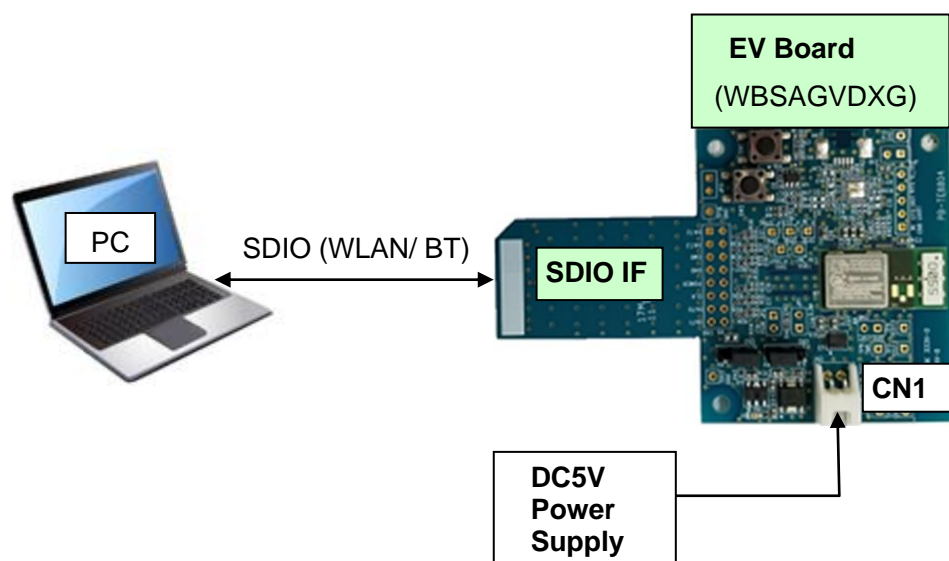 EV Board
(WBSAGVDXG)
PC
SDIO (WLAN/ BT)
SDIO IF
CN1
DC5V
Power
Supply